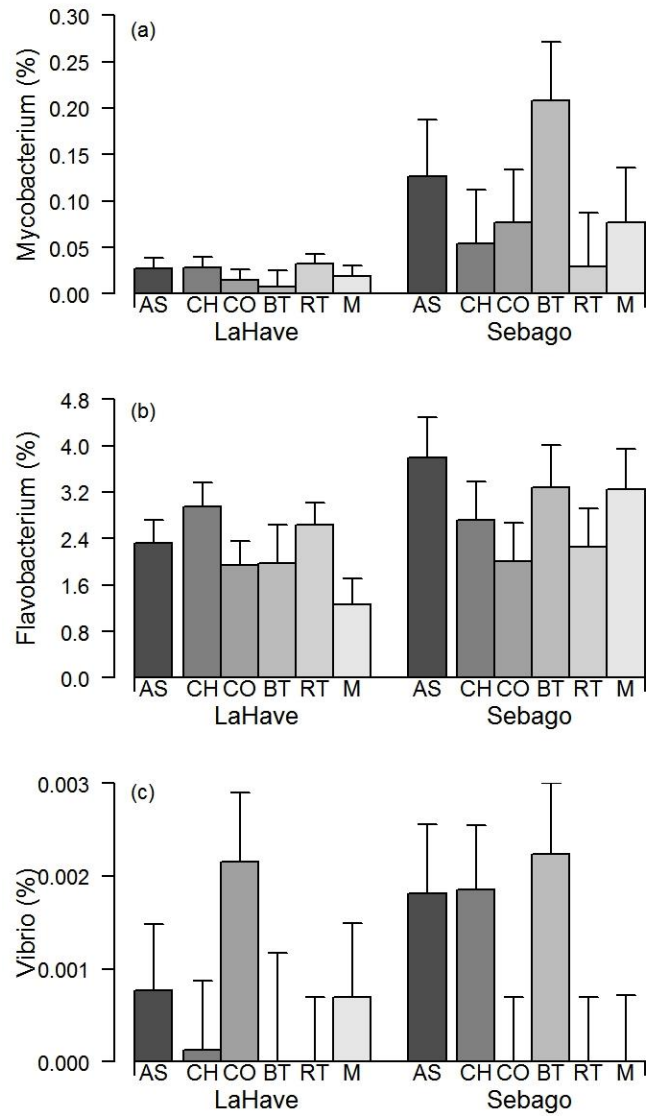 (a)
Mycobacterium (%)
0.30
0.25
0.20
0.15
0.10
0.05
0.00
AS CH CO BT RT M AS CH CO BT RT M
LaHave Sebago
(b)
Flavobacterium (%)
4.8
4.0
3.2
2.4
1.6
0.8
0.0
AS CH CO BT RT M AS CH CO BT RT M
LaHave Sebago
(c)
Vibrio (%)
0.003
0.002
0.001
0.000
AS CH CO BT RT M AS CH CO BT RT M
LaHave Sebago